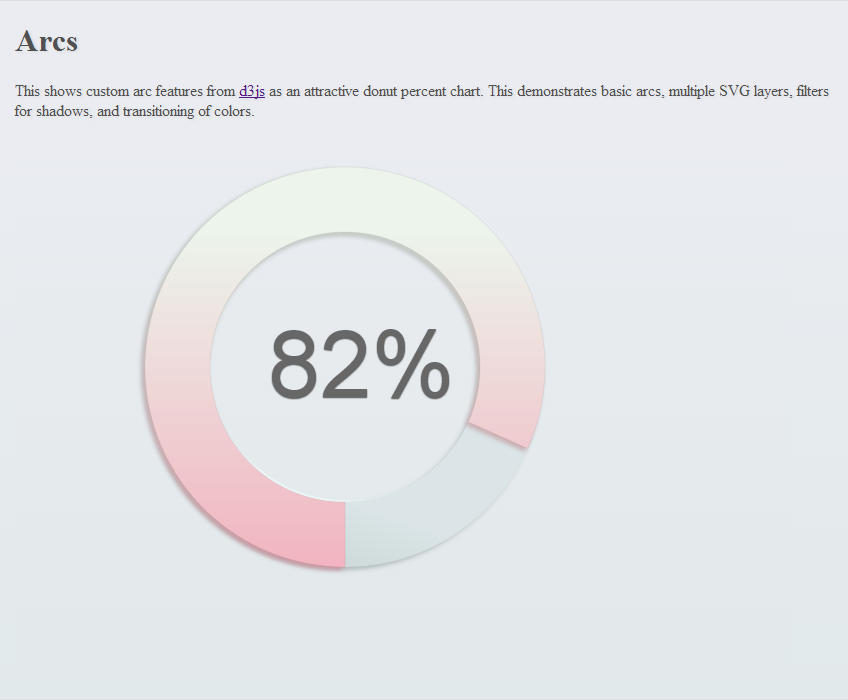 Arcs
This shows custom arc features from d3js as an attractive donut percent chart. This demonstrates basic arcs, multiple SVG layers, filters
for shadows, and transitioning of colors.
82%